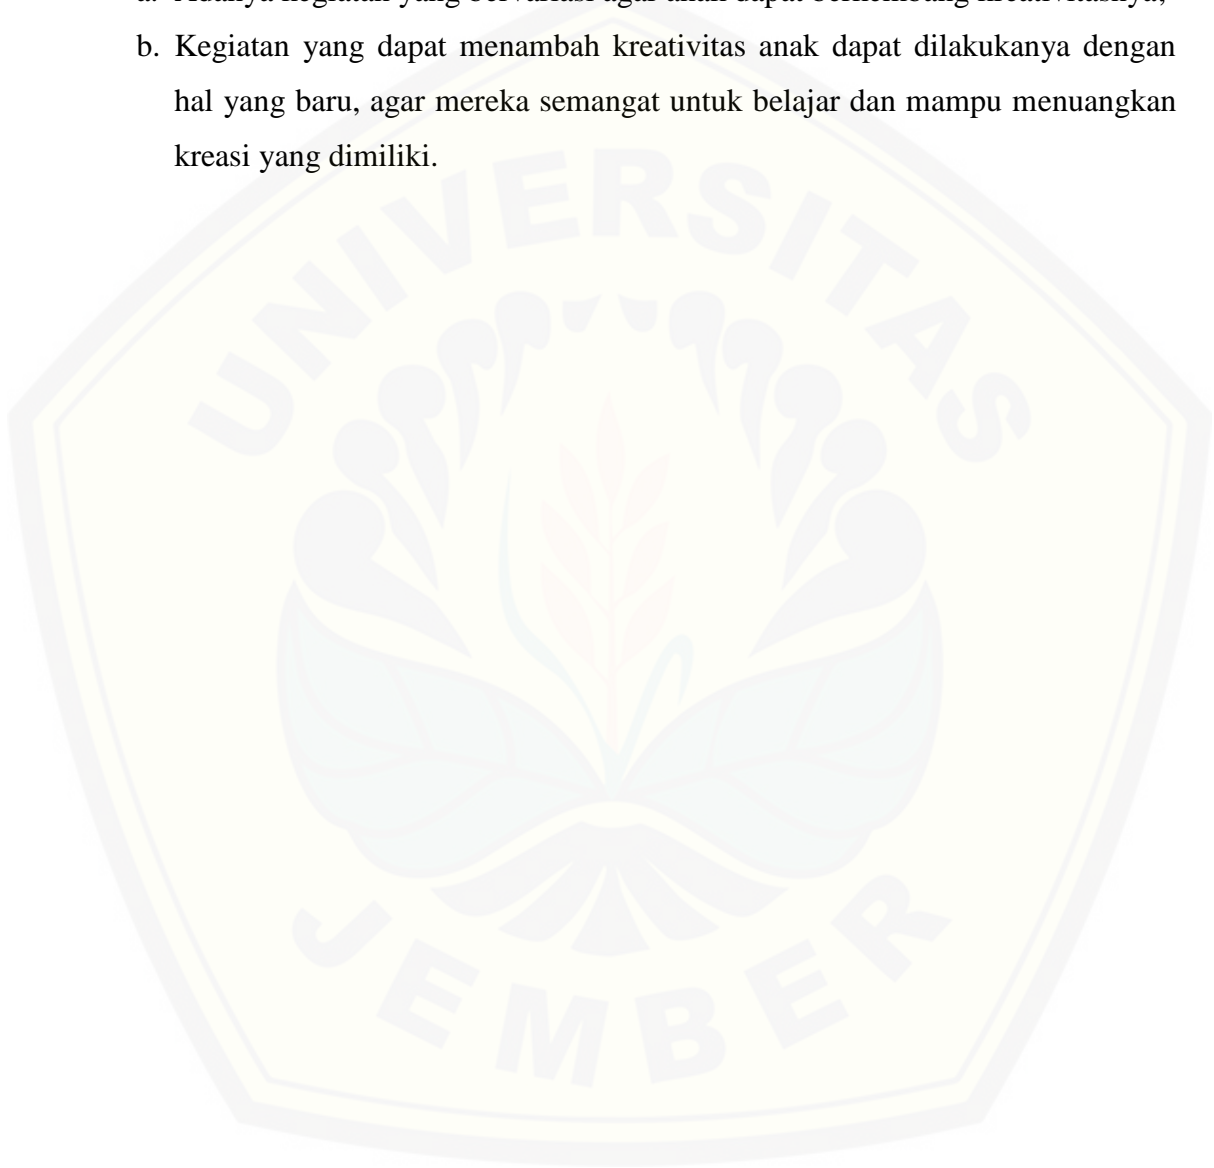 b. Kegiatan yang dapat menambah kreativitas anak dapat dilakukanya dengan
hal yang baru, agar mereka semangat untuk belajar dan mampu menuangkan
kreasi yang dimiliki.
UNIVERSITAS
JEMBER